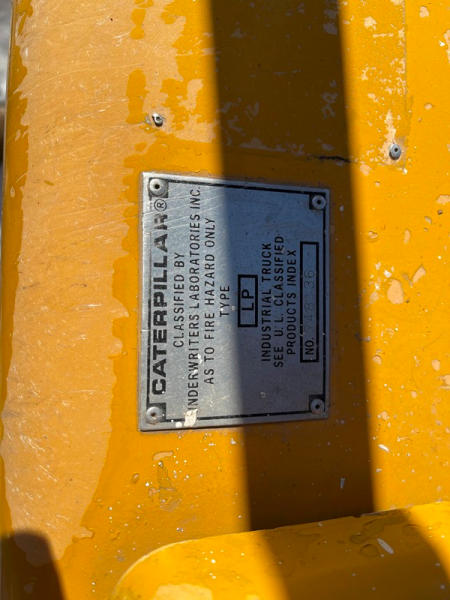 CATERPILLAR®
CLASSIFIED BY
UNDERWRITERS LABORATORIES INC.
AS TO FIRE HAZARD ONLY
TYPE
LP
INDUSTRIAL TRUCK
SEE U. L. CLASSIFIED
PRODUCTS INDEX
NO.